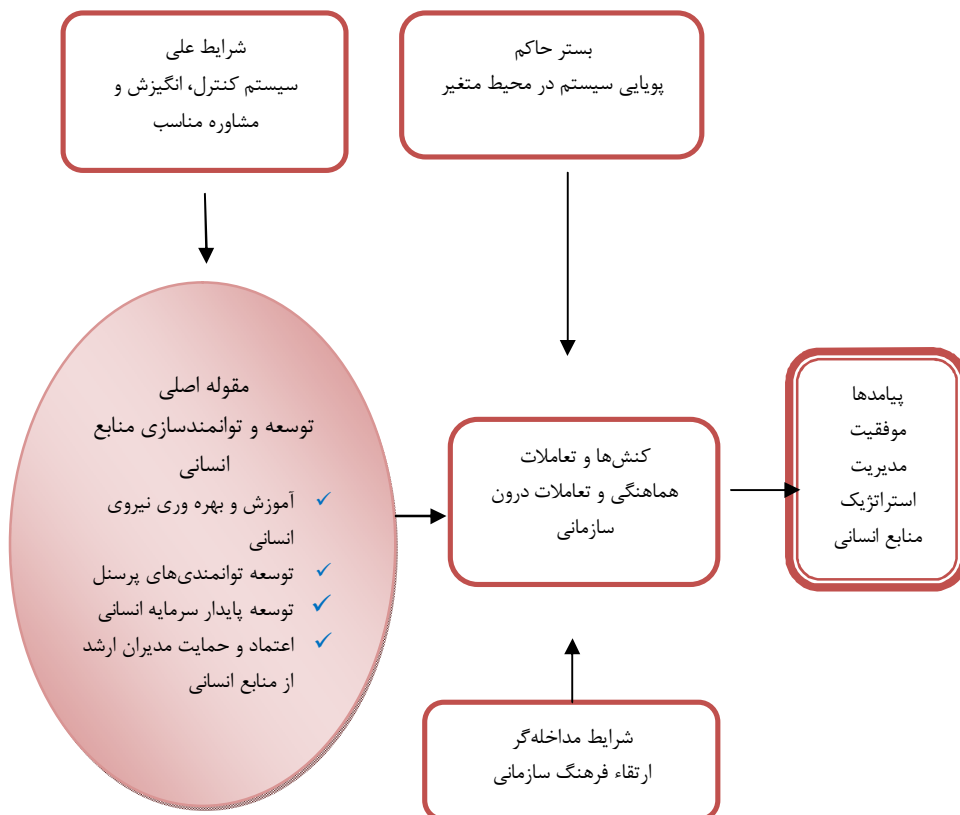 شرایط علی
سیستم کنترل، انگیزش و
مشاوره مناسب
بستر حاکم
پویایی سیستم در محیط متغیر
مقوله اصلی
توسعه و توانمندسازی منابع
انسانی
✓ آموزش و بهره وری نیروی
انسانی
✓ توسعه توانمندی‌های پرسنل
✓ توسعه پایدار سرمایه انسانی
✓ اعتماد و حمایت مدیران ارشد
از منابع انسانی
کنش‌ها و تعاملات
هماهنگی و تعاملات درون
سازمانی
پیامدها
موفقیت
مدیریت
استراتژیک
منابع انسانی
شرایط مداخله‌گر
ارتقاء فرهنگ سازمانی